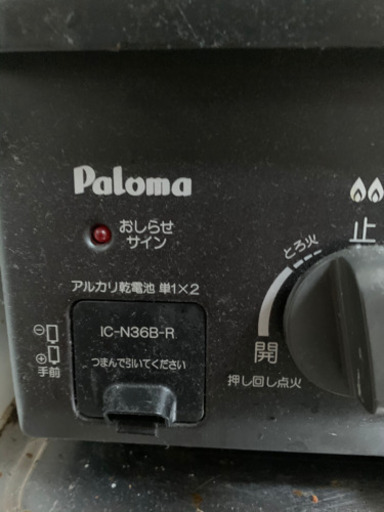 Paloma
おしらせ
サイン
アルカリ乾電池 単1×2
IC-N36B-R
つまんで引いてください
⊖
⊕
手前
止
とろ火
開
押し回し点火